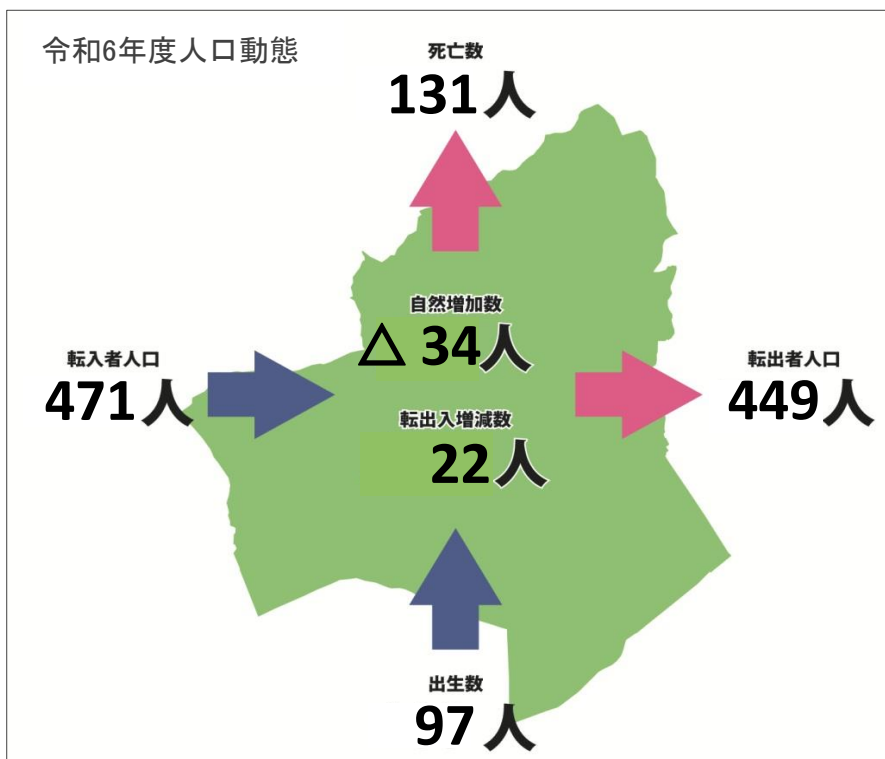 令和6年度人口動態
死亡数
131人
自然増加数
△ 34人
転入者人口
471人
転出者人口
449人
転出入増減数
22人
出生数
97人